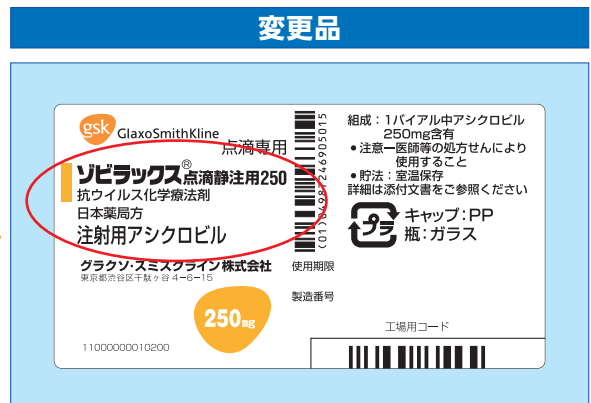 変更品
gsk GlaxoSmithKline
点滴専用
ゾビラックス®点滴静注用250
抗ウイルス化学療法剤
日本薬局方
注射用アシクロビル
グラクソ・スミスクライン株式会社
東京都渋谷区千駄ヶ谷4-6-15
250mg
11000000010200
(01)04987246905015
使用期限
製造番号
組成：1バイアル中アシクロビル
250mg含有
●注意ー医師等の処方せんにより
使用すること
●貯法：室温保存
詳細は添付文書をご参照ください
プラ
キャップ：PP
瓶：ガラス
工場用コード